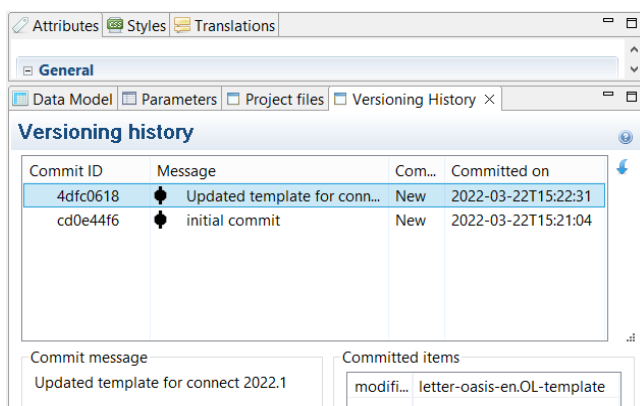 Attributes Styles Translations
General
Data Model Parameters Project files Versioning History
Versioning history
Commit ID Message Com... Committed on
4dfc0618 Updated template for conn... New 2022-03-22T15:22:31
cd0e44f6 initial commit New 2022-03-22T15:21:04
Commit message Committed items
Updated template for connect 2022.1 modifi... letter-oasis-en.OL-template